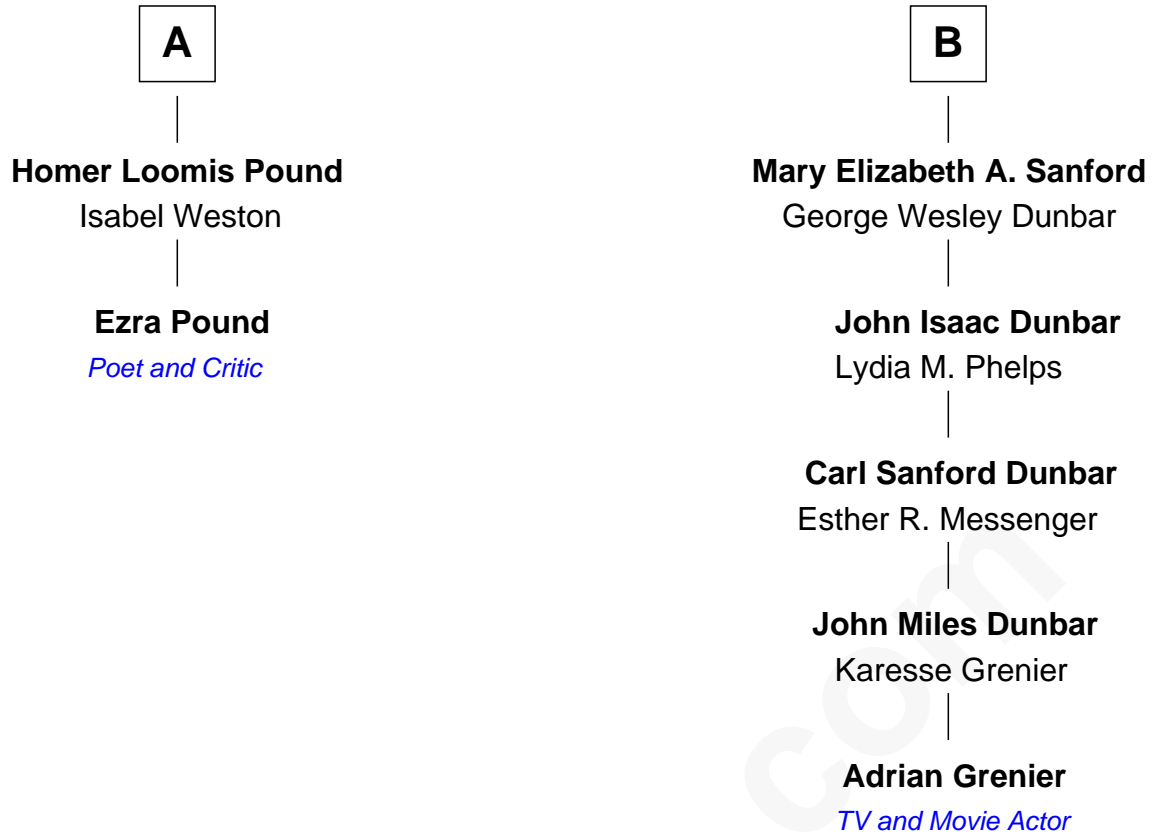 A
Homer Loomis Pound
Isabel Weston
Ezra Pound
Poet and Critic
B
Mary Elizabeth A. Sanford
George Wesley Dunbar
John Isaac Dunbar
Lydia M. Phelps
Carl Sanford Dunbar
Esther R. Messenger
John Miles Dunbar
Karesse Grenier
Adrian Grenier
TV and Movie Actor
com